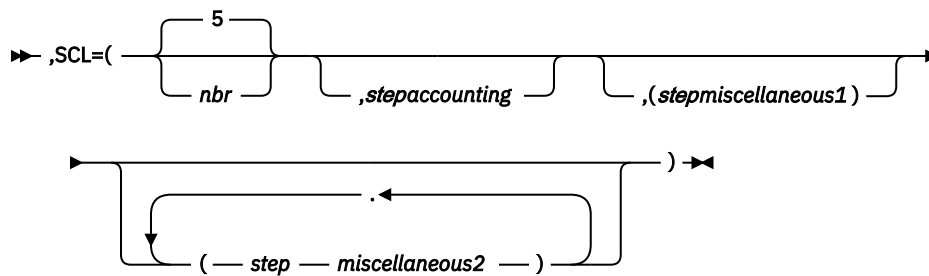 5
,SCL=(
nbr
,stepaccounting
,(stepmiscellaneous1)
)
.
( step miscellaneous2 )